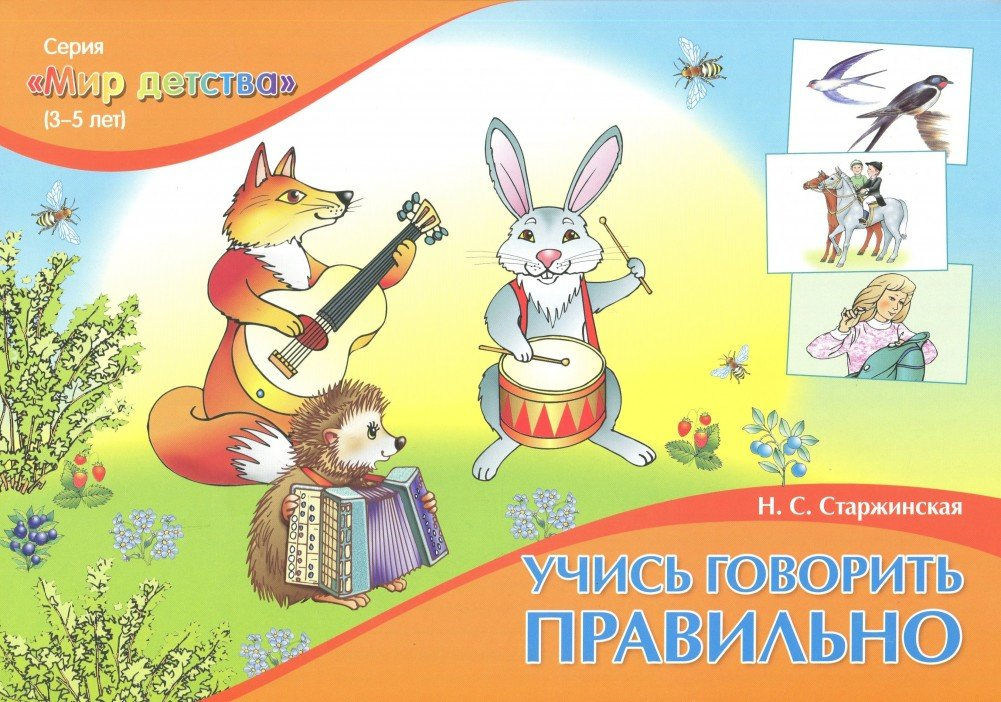 Серия
«Мир детства»
(3–5 лет)
Н. С. Старжинская
УЧИСЬ ГОВОРИТЬ
ПРАВИЛЬНО